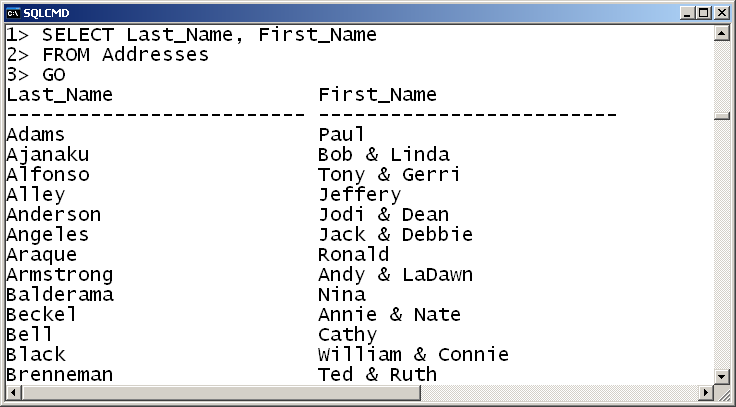 SQLCMD
1> SELECT Last_Name, First_Name
2> FROM Addresses
3> GO
Last_Name                 First_Name
------------------------- -------------------------
Adams                     Paul
Ajanaku                   Bob & Linda
Alfonso                   Tony & Gerri
Alley                     Jeffery
Anderson                  Jodi & Dean
Angeles                   Jack & Debbie
Araque                    Ronald
Armstrong                 Andy & LaDawn
Balderama                 Nina
Beckel                    Annie & Nate
Bell                      Cathy
Black                     William & Connie
Brenneman                 Ted & Ruth